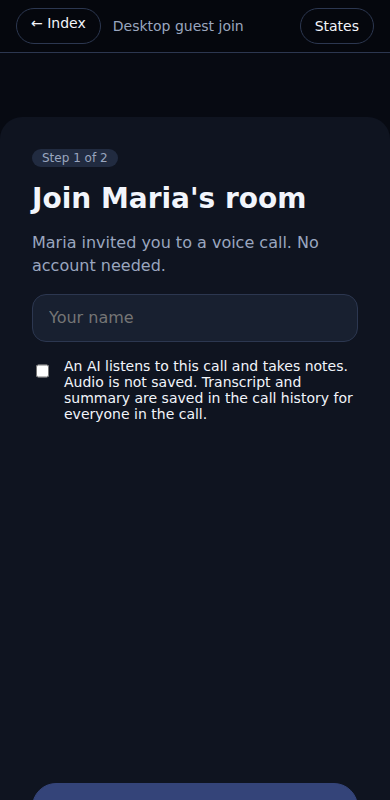 ← Index
Desktop guest join
States
Step 1 of 2
Join Maria's room
Maria invited you to a voice call. No
account needed.
Your name
An AI listens to this call and takes notes.
Audio is not saved. Transcript and
summary are saved in the call history for
everyone in the call.